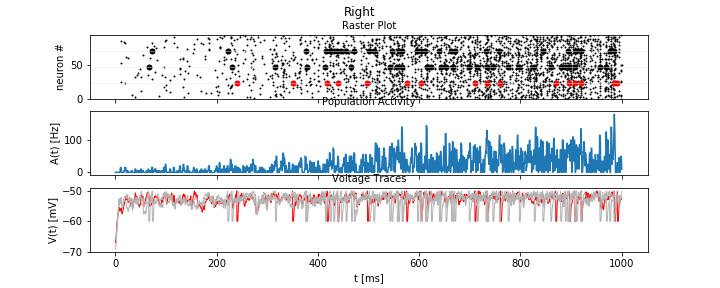 Right
Raster Plot
neuron #
50
0
Population Activity
A(t) [Hz]
100
0
Voltage Traces
V(t) [mV]
−50
−60
−70
0 200 400 600 800 1000
t [ms]